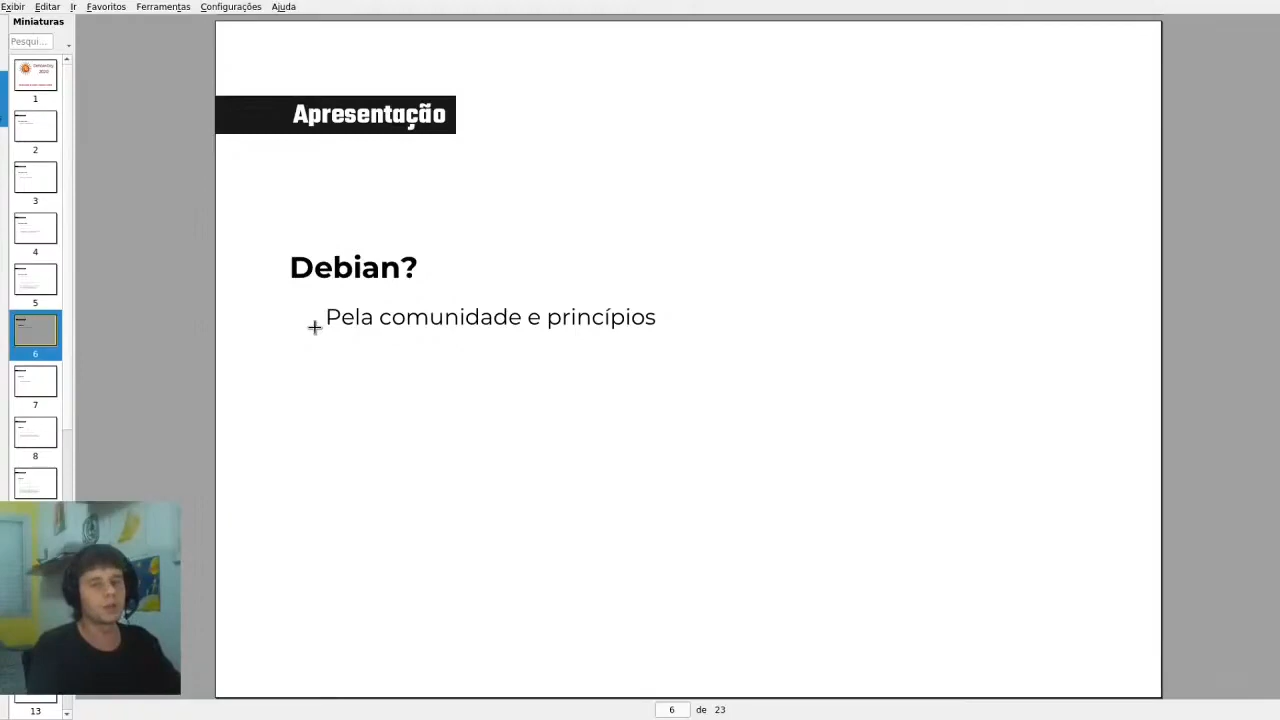 Exibir Editar Ir Favoritos Ferramentas Configurações Ajuda
Miniaturas
Pesqui...
1
2
3
4
5
6
7
8
13
Apresentação
Debian?
Pela comunidade e princípios
6 de 23